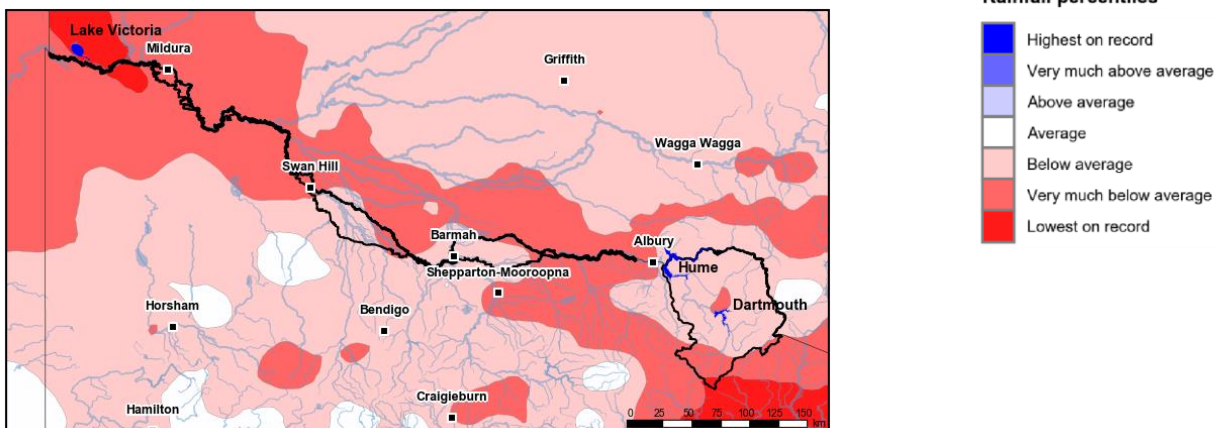 Rainfall percentiles
Lake Victoria
Mildura
Griffith
Wagga Wagga
Swan Hill
Barmah
Albury
Hume
Shepparton-Mooroopna
Dartmouth
Horsham
Bendigo
Craigieburn
Hamilton
0 25 50 75 100 125 150
km
Highest on record
Very much above average
Above average
Average
Below average
Very much below average
Lowest on record